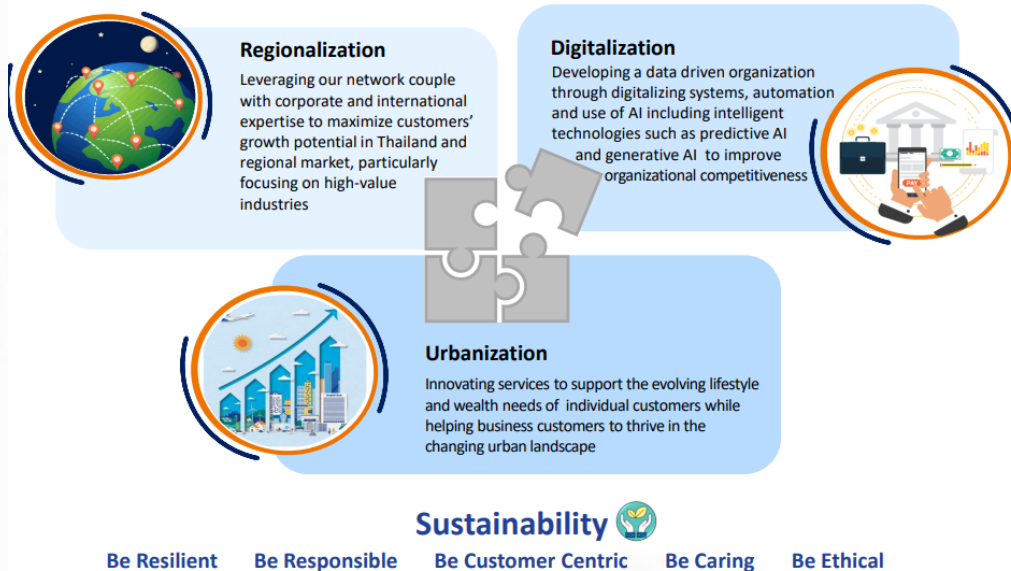 Regionalization
Leveraging our network couple
with corporate and international
expertise to maximize customers'
growth potential in Thailand and
regional market, particularly
focusing on high-value
industries
Digitalization
Developing a data driven organization
through digitalizing systems, automation
and use of AI including intelligent
technologies such as predictive AI
and generative AI to improve
organizational competitiveness
PAY
Urbanization
Innovating services to support the evolving lifestyle
and wealth needs of individual customers while
helping business customers to thrive in the
changing urban landscape
Sustainability
Be Resilient Be Responsible Be Customer Centric Be Caring Be Ethical